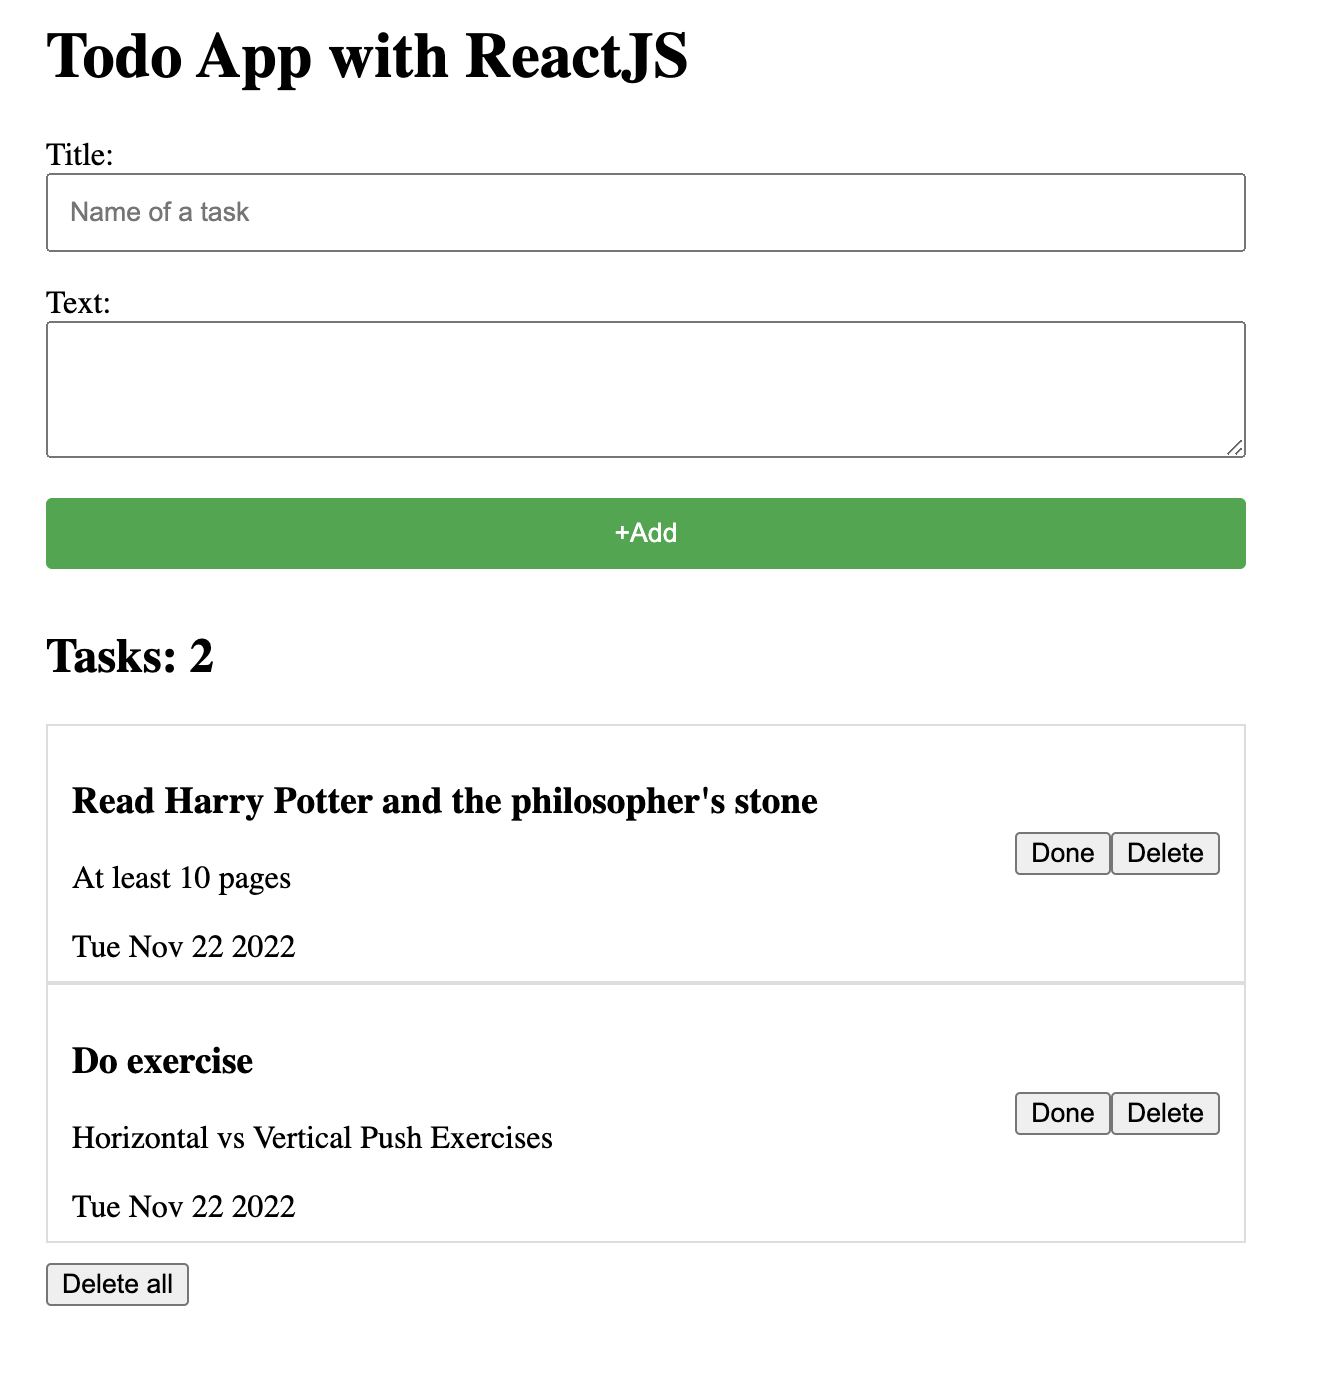 Todo App with ReactJS
Title:
Name of a task
Text:
+Add
Tasks: 2
Read Harry Potter and the philosopher's stone
At least 10 pages
Tue Nov 22 2022
Done Delete
Do exercise
Horizontal vs Vertical Push Exercises
Tue Nov 22 2022
Done Delete
Delete all